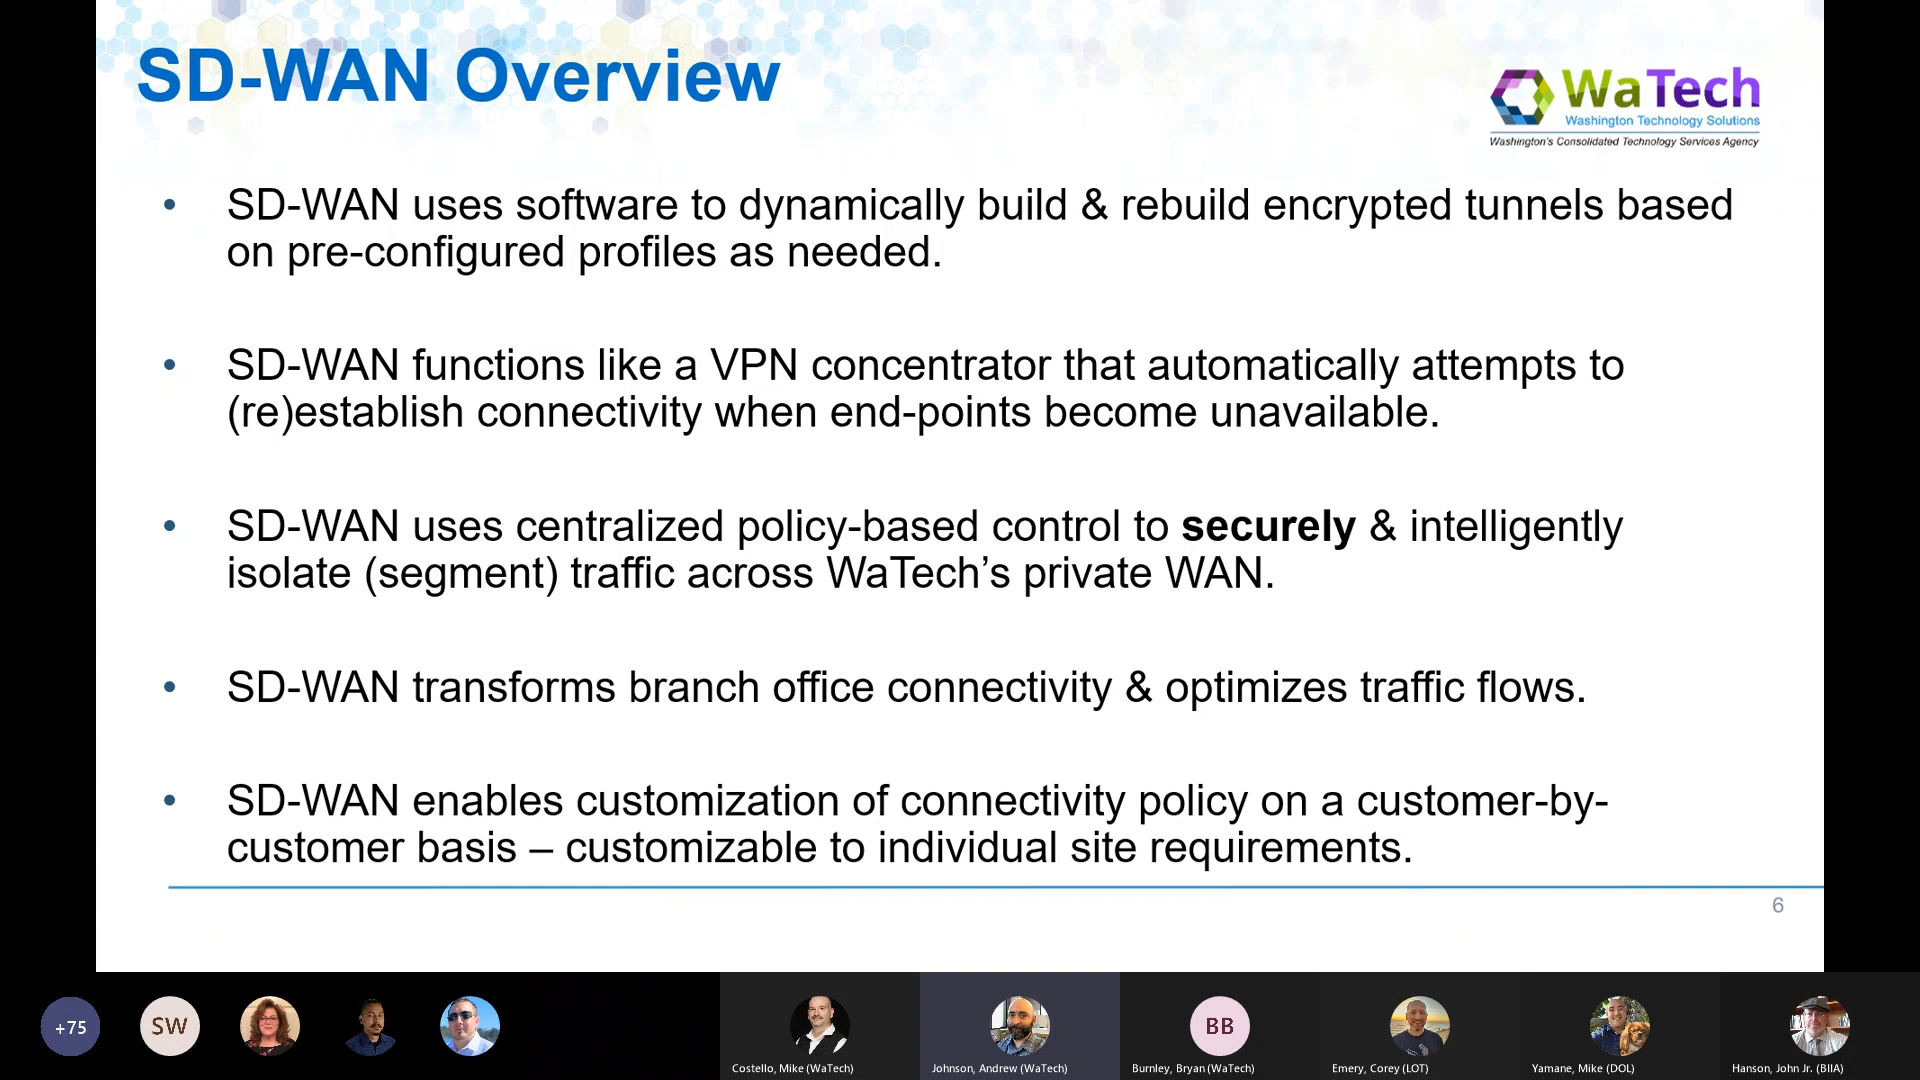 SD-WAN Overview
WaTech
Washington Technology Solutions
Washington's Consolidated Technology Services Agency
• SD-WAN uses software to dynamically build & rebuild encrypted tunnels based
on pre-configured profiles as needed.
• SD-WAN functions like a VPN concentrator that automatically attempts to
(re)establish connectivity when end-points become unavailable.
• SD-WAN uses centralized policy-based control to securely & intelligently
isolate (segment) traffic across WaTech’s private WAN.
• SD-WAN transforms branch office connectivity & optimizes traffic flows.
• SD-WAN enables customization of connectivity policy on a customer-by-
customer basis – customizable to individual site requirements.
6
+75
SW
BB
Costello, Mike (WaTech)
Johnson, Andrew (WaTech)
Burnley, Bryan (WaTech)
Emery, Corey (LOT)
Yamane, Mike (DOL)
Hanson, John Jr. (BIIA)